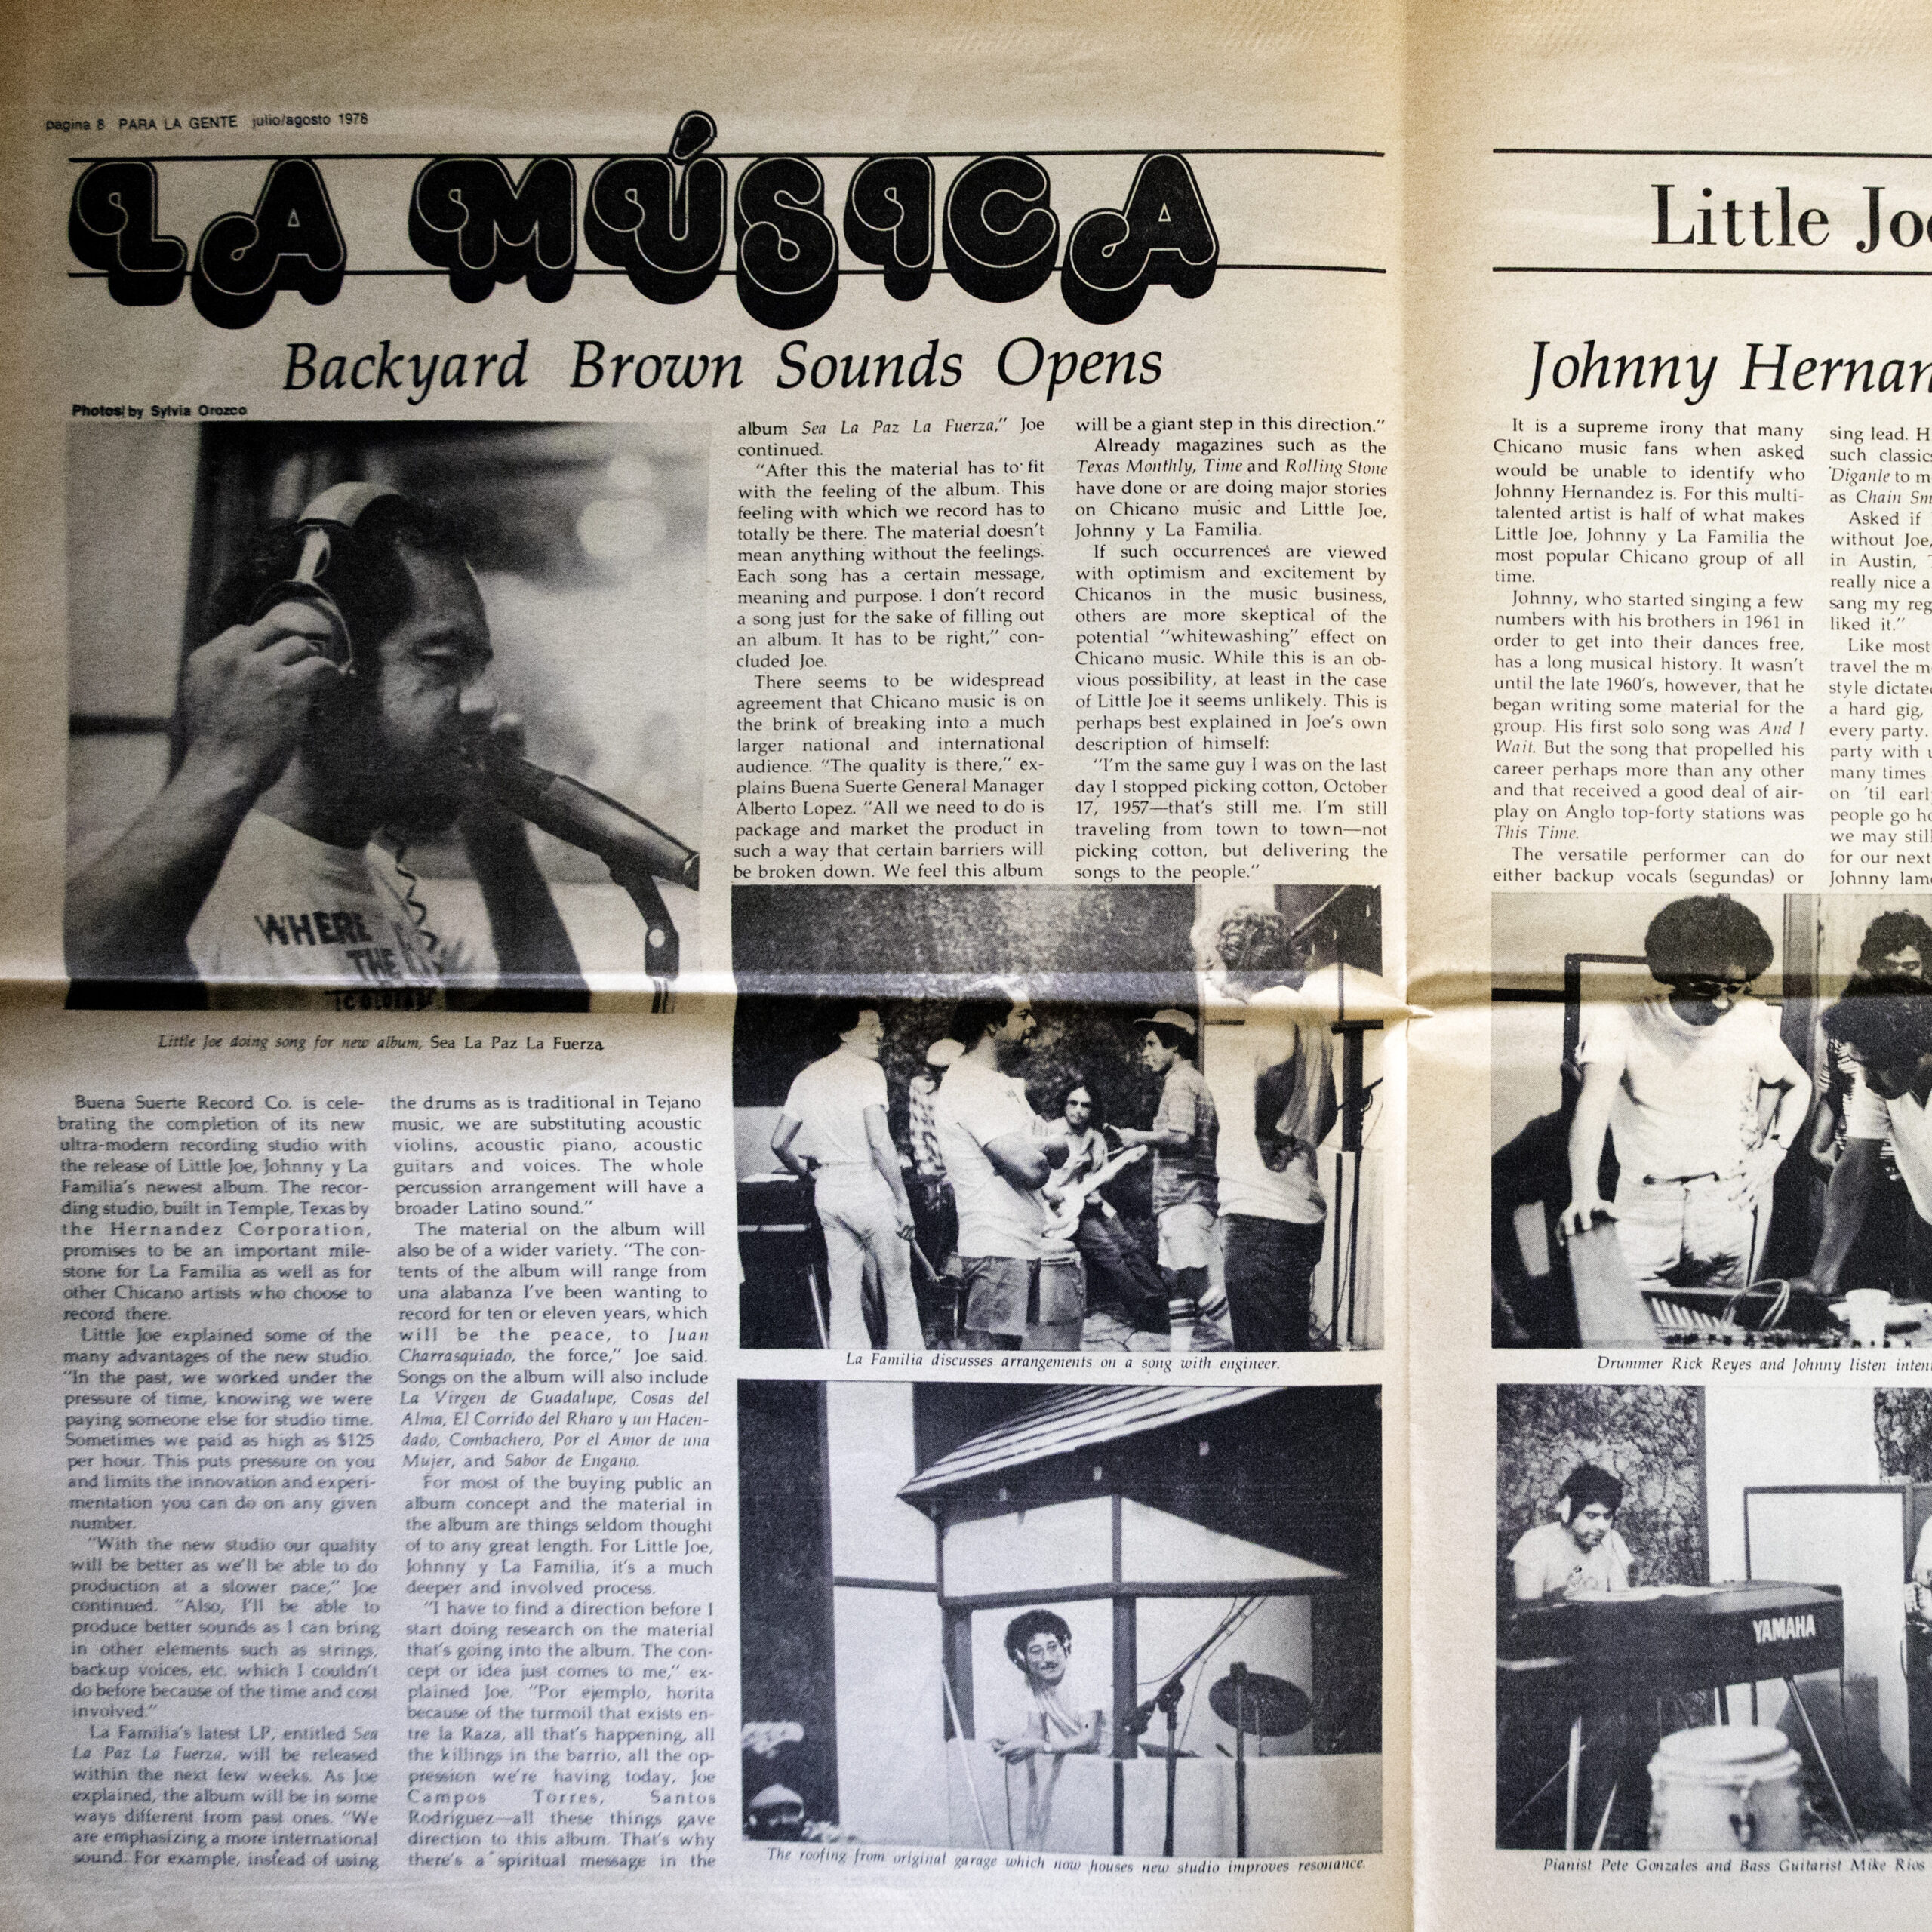 pagina 8 PARA LA GENTE julio/agosto 1978
LA MÚSICA
Backyard Brown Sounds Opens
Photos by Sylvia Orozco
WHERE
THE
COLORAD
Little Joe doing song for new album, Sea La Paz La Fuerza
Buena Suerte Record Co. is cele-
brating the completion of its new
ultra-modern recording studio with
the release of Little Joe, Johnny y La
Familia's newest album. The recor-
ding studio, built in Temple, Texas by
the Hernandez Corporation,
promises to be an important mile-
stone for La Familia as well as for
other Chicano artists who choose to
record there.
Little Joe explained some of the
many advantages of the new studio.
"In the past, we worked under the
pressure of time, knowing we were
paying someone else for studio time.
Sometimes we paid as high as $125
per hour. This puts pressure on you
and limits the innovation and experi-
mentation you can do on any given
number.
"With the new studio our quality
will be better as we'll be able to do
production at a slower pace," Joe
continued. "Also, I'll be able to
produce better sounds as I can bring
in other elements such as strings,
backup voices, etc. which I couldn't
do before because of the time and cost
involved."
La Familia's latest LP, entitled Sea
La Paz La Fuerza, will be released
within the next few weeks. As Joe
explained, the album will be in some
ways different from past ones. "We
are emphasizing a more international
sound. For example, instead of using
the drums as is traditional in Tejano
music, we are substituting acoustic
violins, acoustic piano, acoustic
guitars and voices. The whole
percussion arrangement will have a
broader Latino sound."
The material on the album will
also be of a wider variety. "The con-
tents of the album will range from
una alabanza I've been wanting to
record for ten or eleven years, which
will be the peace, to Juan
Charrasquiado, the force," Joe said.
Songs on the album will also include
La Virgen de Guadalupe, Cosas del
Alma, El Corrido del Rharo y un Hacen-
dado, Combachero, Por el Amor de una
Mujer, and Sabor de Engano.
For most of the buying public an
album concept and the material in
the album are things seldom thought
of to any great length. For Little Joe,
Johnny y La Familia, it's a much
deeper and involved process.
"I have to find a direction before I
start doing research on the material
that's going into the album. The con-
cept or idea just comes to me," ex-
plained Joe. "Por ejemplo, horita
because of the turmoil that exists en-
tre la Raza, all that's happening, all
the killings in the barrio, all the op-
pression we're having today, Joe
Campos Torres, Santos
Rodriguez—all these things gave
direction to this album. That's why
there's a spiritual message in the
album Sea La Paz La Fuerza," Joe
continued.
"After this the material has to fit
with the feeling of the album. This
feeling with which we record has to
totally be there. The material doesn't
mean anything without the feelings.
Each song has a certain message,
meaning and purpose. I don't record
a song just for the sake of filling out
an album. It has to be right," con-
cluded Joe.
There seems to be widespread
agreement that Chicano music is on
the brink of breaking into a much
larger national and international
audience. "The quality is there," ex-
plains Buena Suerte General Manager
Alberto Lopez. "All we need to do is
package and market the product in
such a way that certain barriers will
be broken down. We feel this album
will be a giant step in this direction."
Already magazines such as the
Texas Monthly, Time and Rolling Stone
have done or are doing major stories
on Chicano music and Little Joe,
Johnny y La Familia.
If such occurrences are viewed
with optimism and excitement by
Chicanos in the music business,
others are more skeptical of the
potential "whitewashing" effect on
Chicano music. While this is an ob-
vious possibility, at least in the case
of Little Joe it seems unlikely. This is
perhaps best explained in Joe's own
description of himself:
"I'm the same guy I was on the last
day I stopped picking cotton, October
17, 1957—that's still me. I'm still
traveling from town to town—not
picking cotton, but delivering the
songs to the people."
La Familia discusses arrangements on a song with engineer.
The roofing from original garage which now houses new studio improves resonance.
Little Jo
Johnny Hernan
It is a supreme irony that many
Chicano music fans when asked
would be unable to identify who
Johnny Hernandez is. For this multi-
talented artist is half of what makes
Little Joe, Johnny y La Familia the
most popular Chicano group of all
time.
Johnny, who started singing a few
numbers with his brothers in 1961 in
order to get into their dances free,
has a long musical history. It wasn't
until the late 1960's, however, that he
began writing some material for the
group. His first solo song was And I
Wait. But the song that propelled his
career perhaps more than any other
and that received a good deal of air-
play on Anglo top-forty stations was
This Time.
The versatile performer can do
either backup vocals (segundas) or
sing lead. H
such classic
Diganle to m
as Chain Sm
Asked if
without Joe,
in Austin,
really nice a
sang my reg
liked it."
Like most
travel the m
style dictate
a hard gig,
every party.
party with u
many times
on 'til earl
people go ho
we may still
for our next
Johnny lam
Drummer Rick Reyes and Johnny listen inten
YAMAHA
Pianist Pete Gonzales and Bass Guitarist Mike Rios